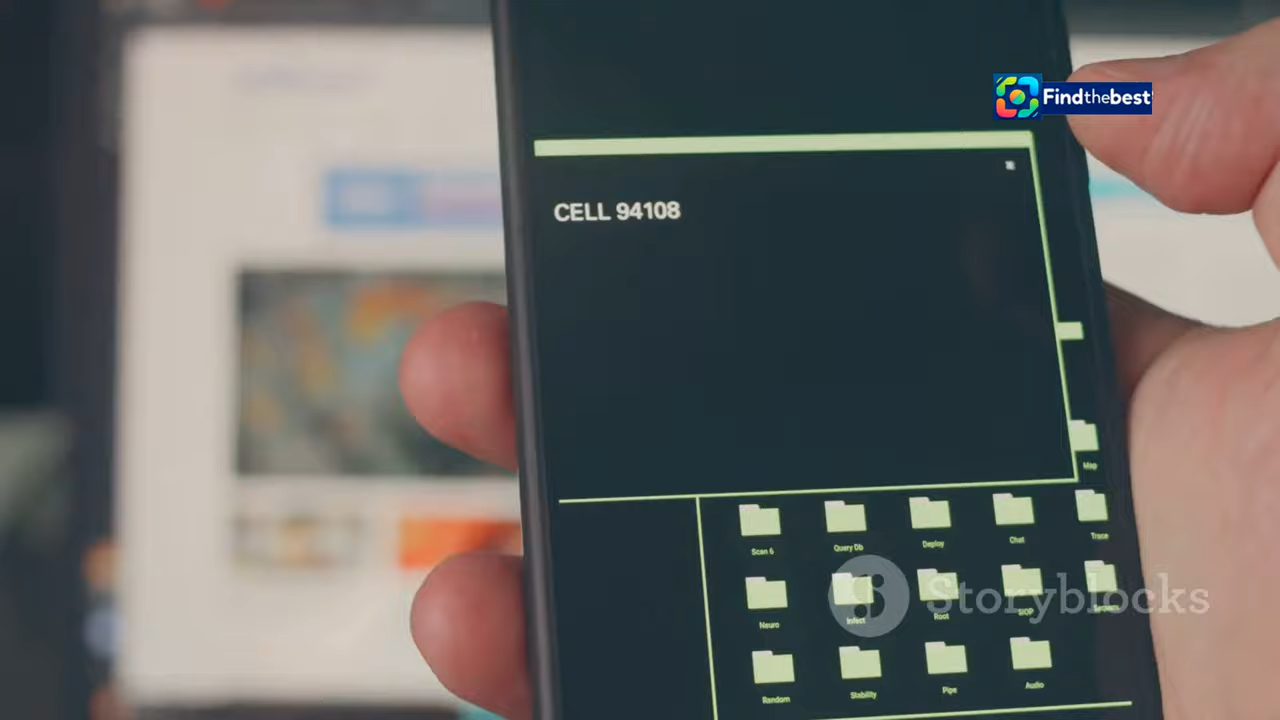 Findthebest
CELL 94108
Map
Scan 6
Query Db
Deploy
Chat
Trace
Neuro
Infect
Root
SIOP
Storyblocks
Random
Stability
Pipe
Audio